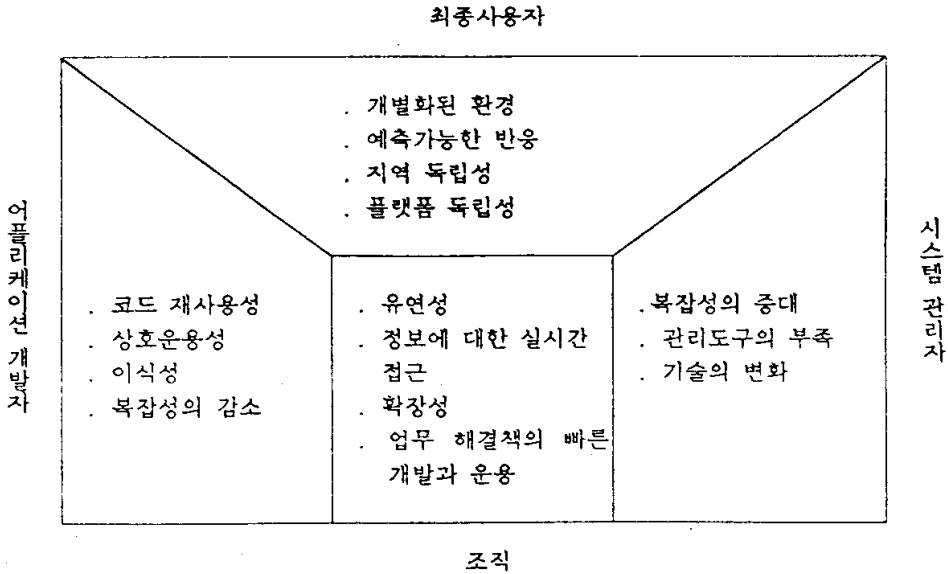 최종사용자
. 개별화된 환경
. 예측가능한 반응
. 지역 독립성
. 플랫폼 독립성
어플리케이션 개발자
. 코드 재사용성
. 상호운용성
. 이식성
. 복잡성의 감소
. 유연성
. 정보에 대한 실시간
접근
. 확장성
. 업무 해결책의 빠른
개발과 운용
. 복잡성의 증대
. 관리도구의 부족
. 기술의 변화
시스템 관리자
조직